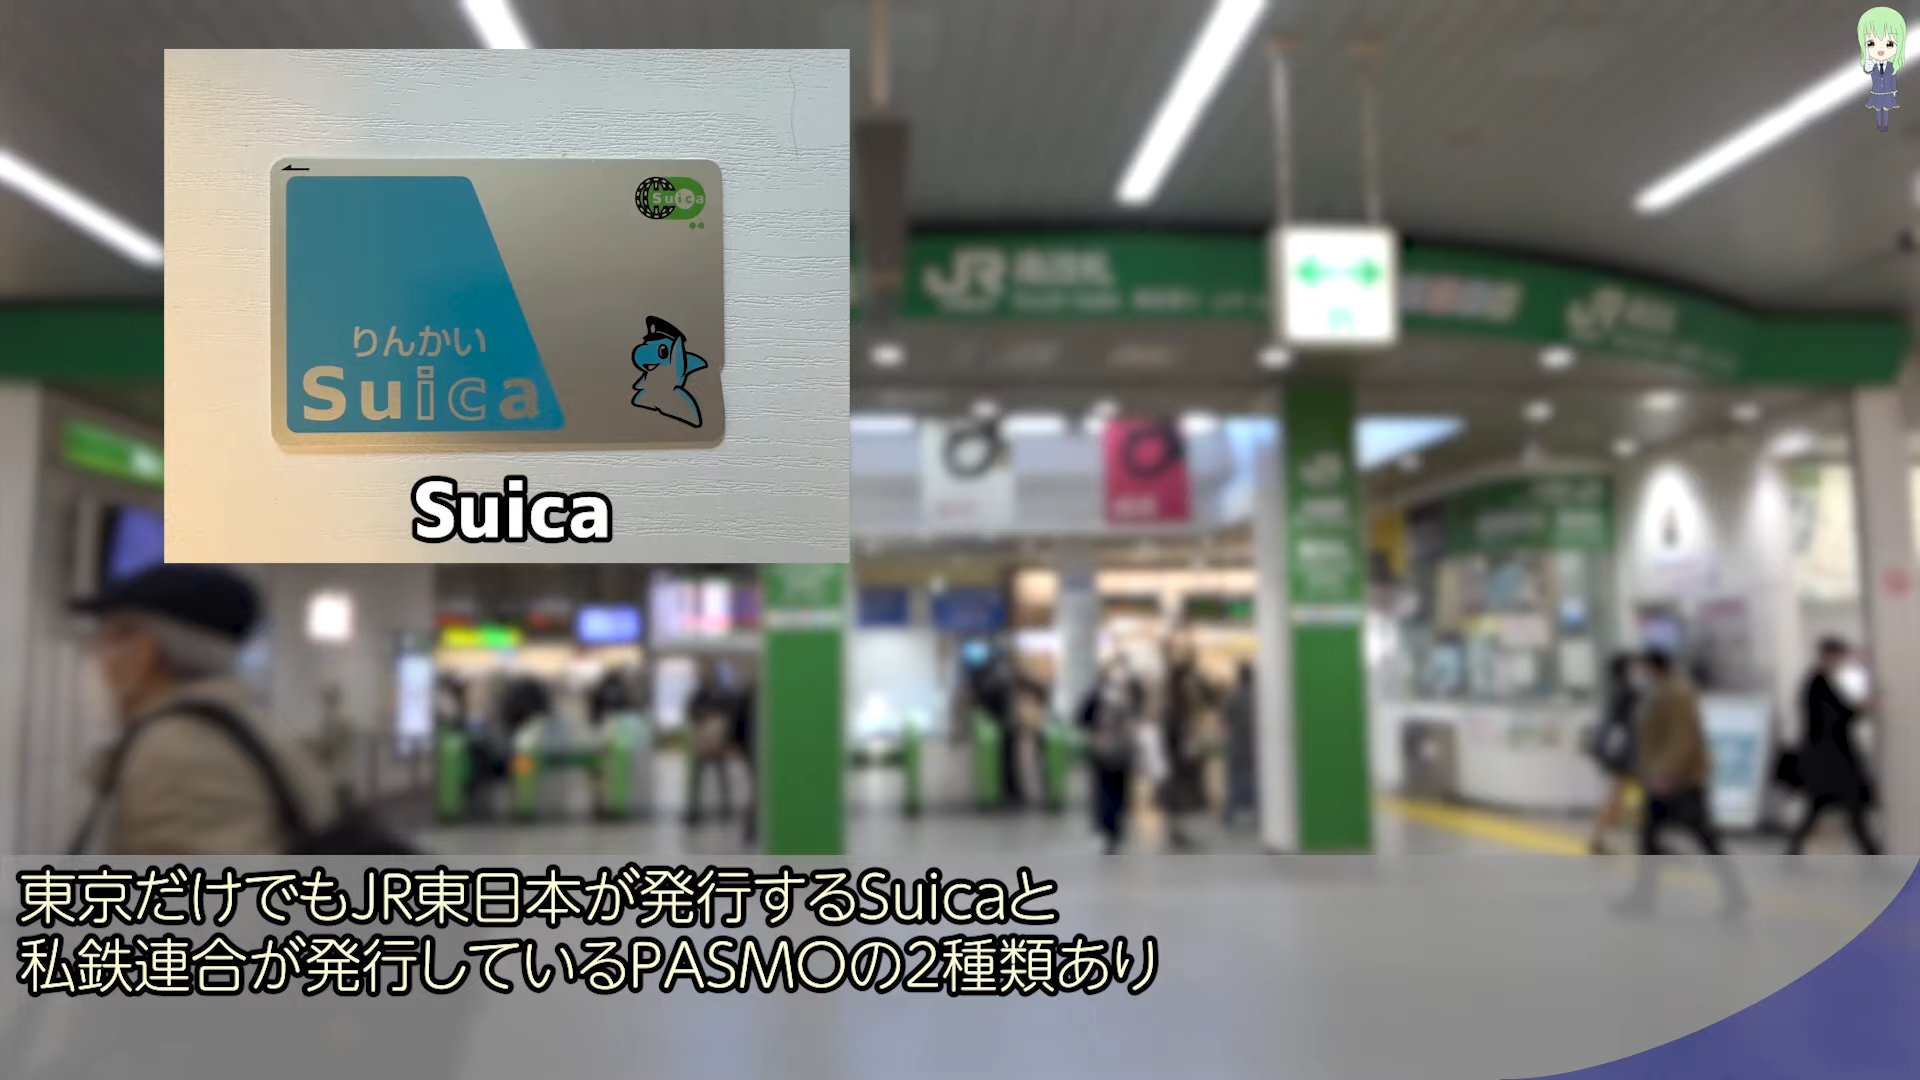 Suica
りんかい
Suica
Suica
JR
東京だけでもJR東日本が発行するSuicaと
私鉄連合が発行しているPASMOの2種類あり